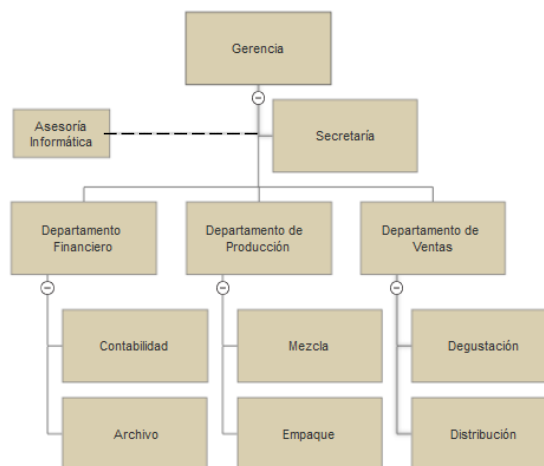 Gerencia
Asesoría
Informática
Secretaría
Departamento
Financiero
Departamento de
Producción
Departamento de
Ventas
Contabilidad
Mezcla
Degustación
Archivo
Empaque
Distribución